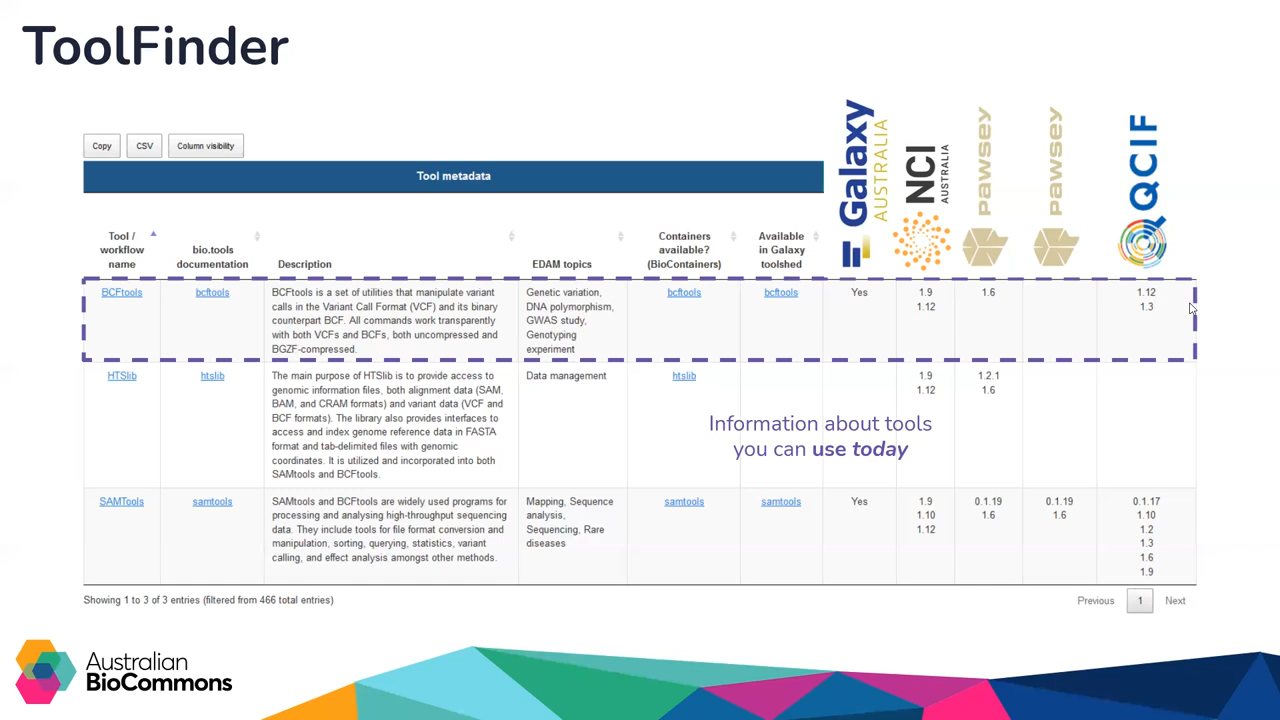 ToolFinder
Copy
CSV
Column visibility
Tool metadata
Galaxy
AUSTRALIA
NCI
AUSTRALIA
PAWSEY
PAWSEY
QCIF
Tool /
workflow
name
bio.tools
documentation
Description
EDAM topics
Containers
available?
(BioContainers)
Available
in Galaxy
toolshed
BCFtools
bcftools
BCFtools is a set of utilities that manipulate variant
calls in the Variant Call Format (VCF) and its binary
counterpart BCF. All commands work transparently
with both VCFs and BCFs, both uncompressed and
BGZF-compressed.
Genetic variation,
DNA polymorphism,
GWAS study,
Genotyping
experiment
bcftools
bcftools
Yes
1.9
1.12
1.6
1.12
1.3
HTSlib
htslib
The main purpose of HTSlib is to provide access to
genomic information files, both alignment data (SAM,
BAM, and CRAM formats) and variant data (VCF and
BCF formats). The library also provides interfaces to
access and index genome reference data in FASTA
format and tab-delimited files with genomic
coordinates. It is utilized and incorporated into both
SAMtools and BCFtools.
Data management
htslib
1.9
1.12
1.2.1
1.6
Information about tools
you can use today
SAMTools
samtools
SAMtools and BCFtools are widely used programs for
processing and analysing high-throughput sequencing
data. They include tools for file format conversion and
manipulation, sorting, querying, statistics, variant
calling, and effect analysis amongst other methods.
Mapping, Sequence
analysis,
Sequencing, Rare
diseases
samtools
samtools
Yes
1.9
1.10
1.12
0.1.19
1.6
0.1.19
1.6
0.1.17
1.10
1.2
1.3
1.6
1.9
Showing 1 to 3 of 3 entries (filtered from 466 total entries)
Previous
1
Next
Australian
BioCommons